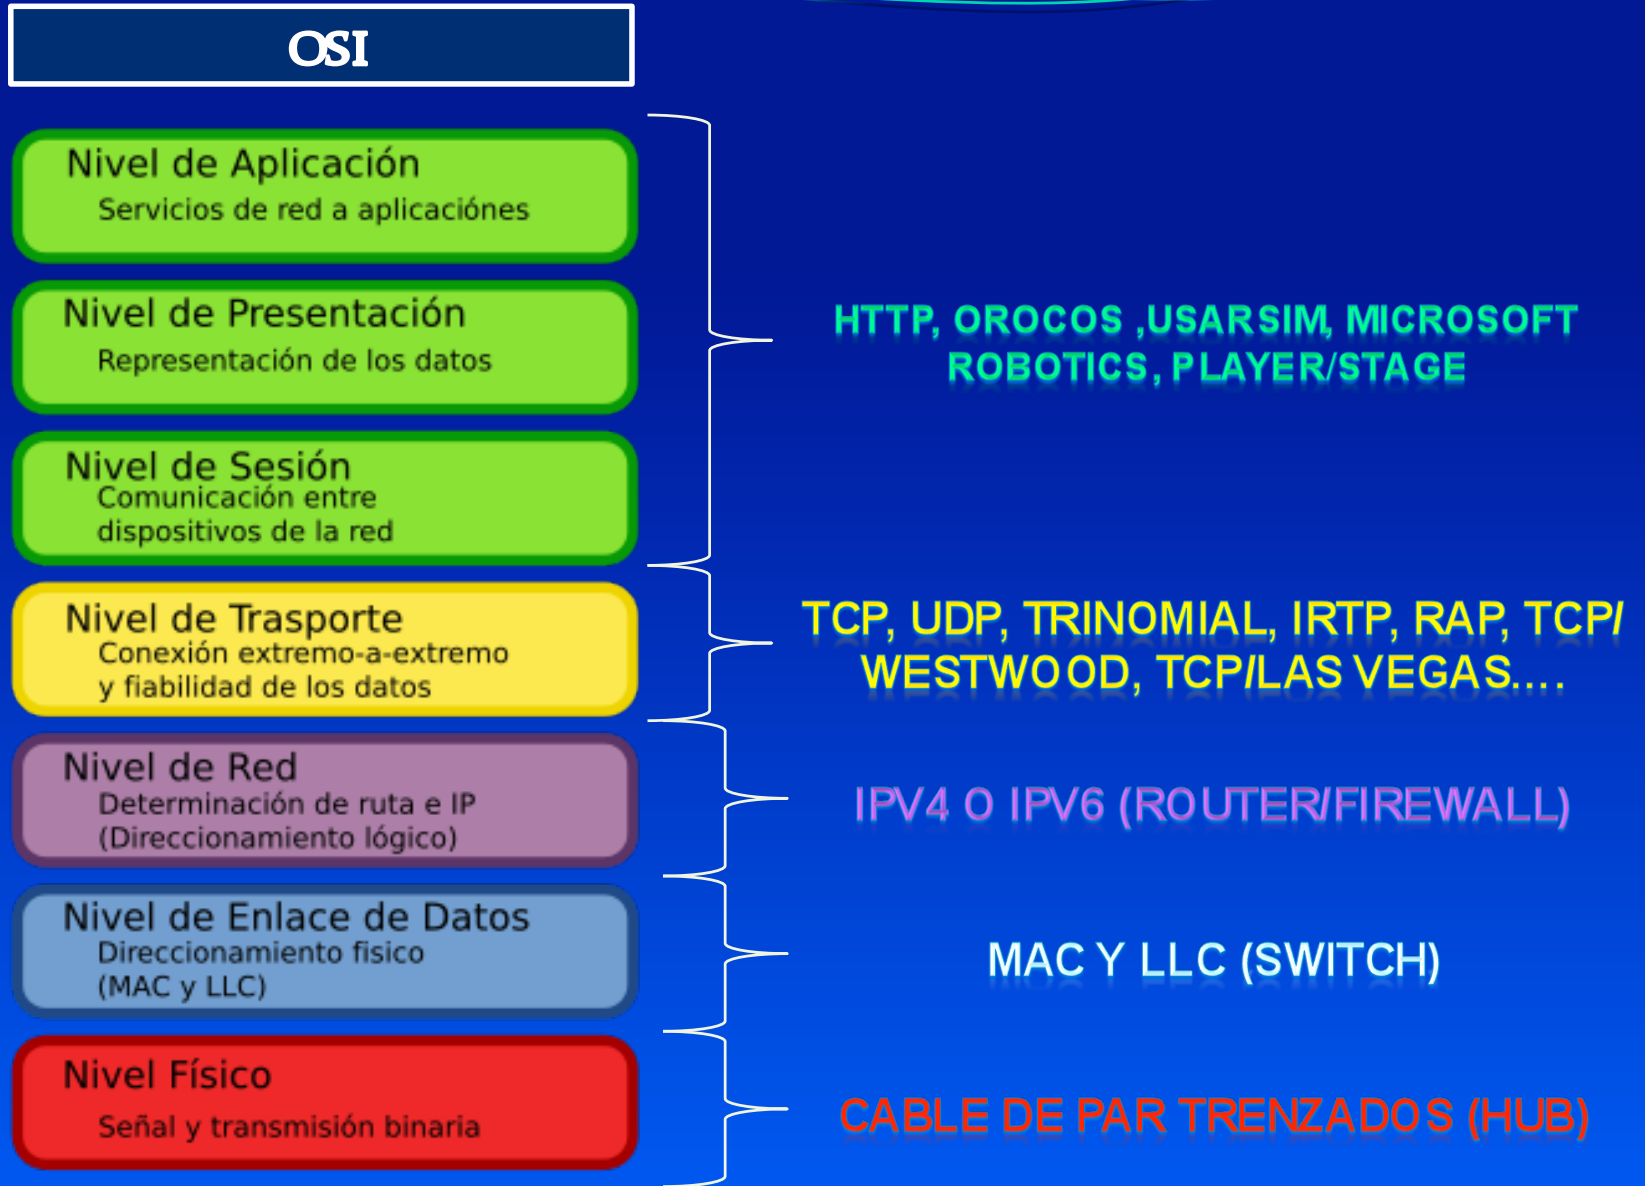 OSI
Nivel de Aplicación
Servicios de red a aplicaciónes
Nivel de Presentación
Representación de los datos
Nivel de Sesión
Comunicación entre
dispositivos de la red
HTTP, OROCOS ,USARSIM, MICROSOFT
ROBOTICS, PLAYER/STAGE
Nivel de Trasporte
Conexión extremo-a-extremo
y fiabilidad de los datos
TCP, UDP, TRINOMIAL, IRTP, RAP, TCP/
WESTWOOD, TCP/LAS VEGAS....
Nivel de Red
Determinación de ruta e IP
(Direccionamiento lógico)
IPV4 O IPV6 (ROUTER/FIREWALL)
Nivel de Enlace de Datos
Direccionamiento fisico
(MAC y LLC)
MAC Y LLC (SWITCH)
Nivel Físico
Señal y transmisión binaria
CABLE DE PAR TRENZADOS (HUB)